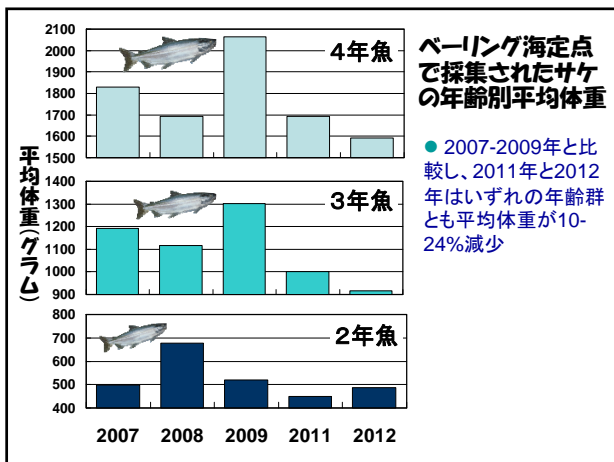 ベーリング海定点
で採集されたサケ
の年齢別平均体重
● 2007-2009年と比
較し、2011年と2012
年はいずれの年齢群
とも平均体重が10-
24%減少
平均体重(グラム)
4年魚
2100
2000
1900
1800
1700
1600
1500
3年魚
1400
1300
1200
1100
1000
900
2年魚
800
700
600
500
400
2007 2008 2009 2011 2012